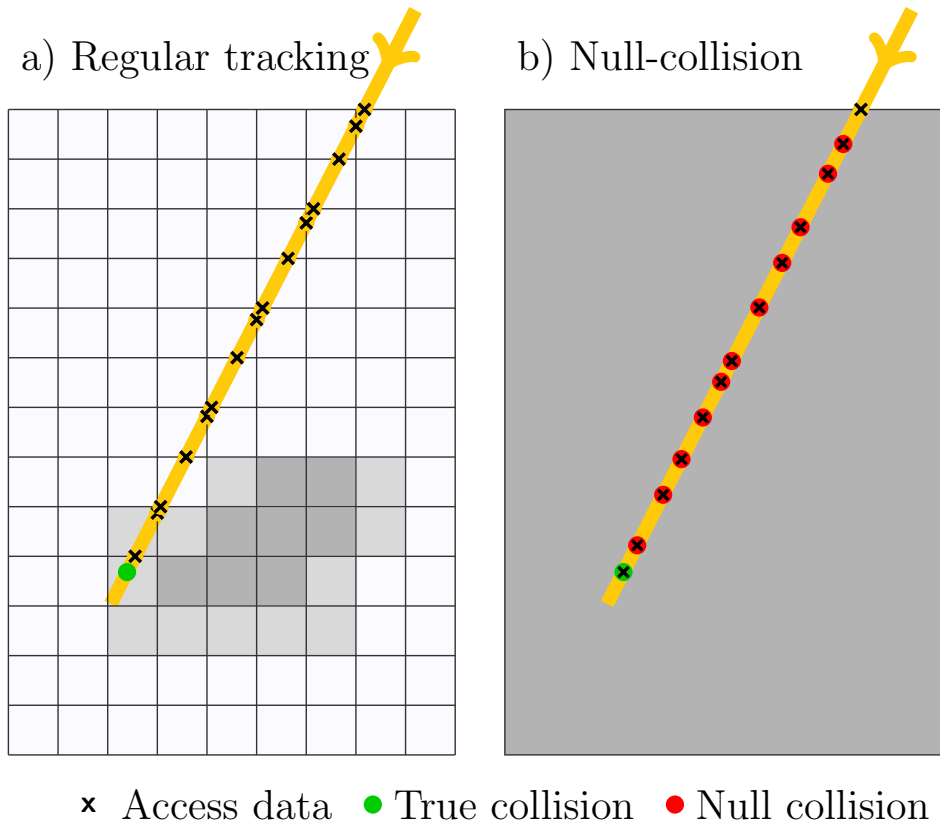 a) Regular tracking
b) Null-collision
x Access data
True collision
Null collision